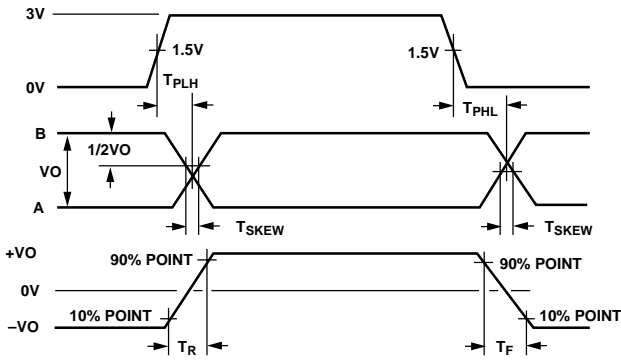 3V
1.5V
1.5V
0V
TPLH
TPHL
B
1/2VO
VO
A
TSKEW
TSKEW
+VO
90% POINT
90% POINT
0V
10% POINT
10% POINT
–VO
TR
TF